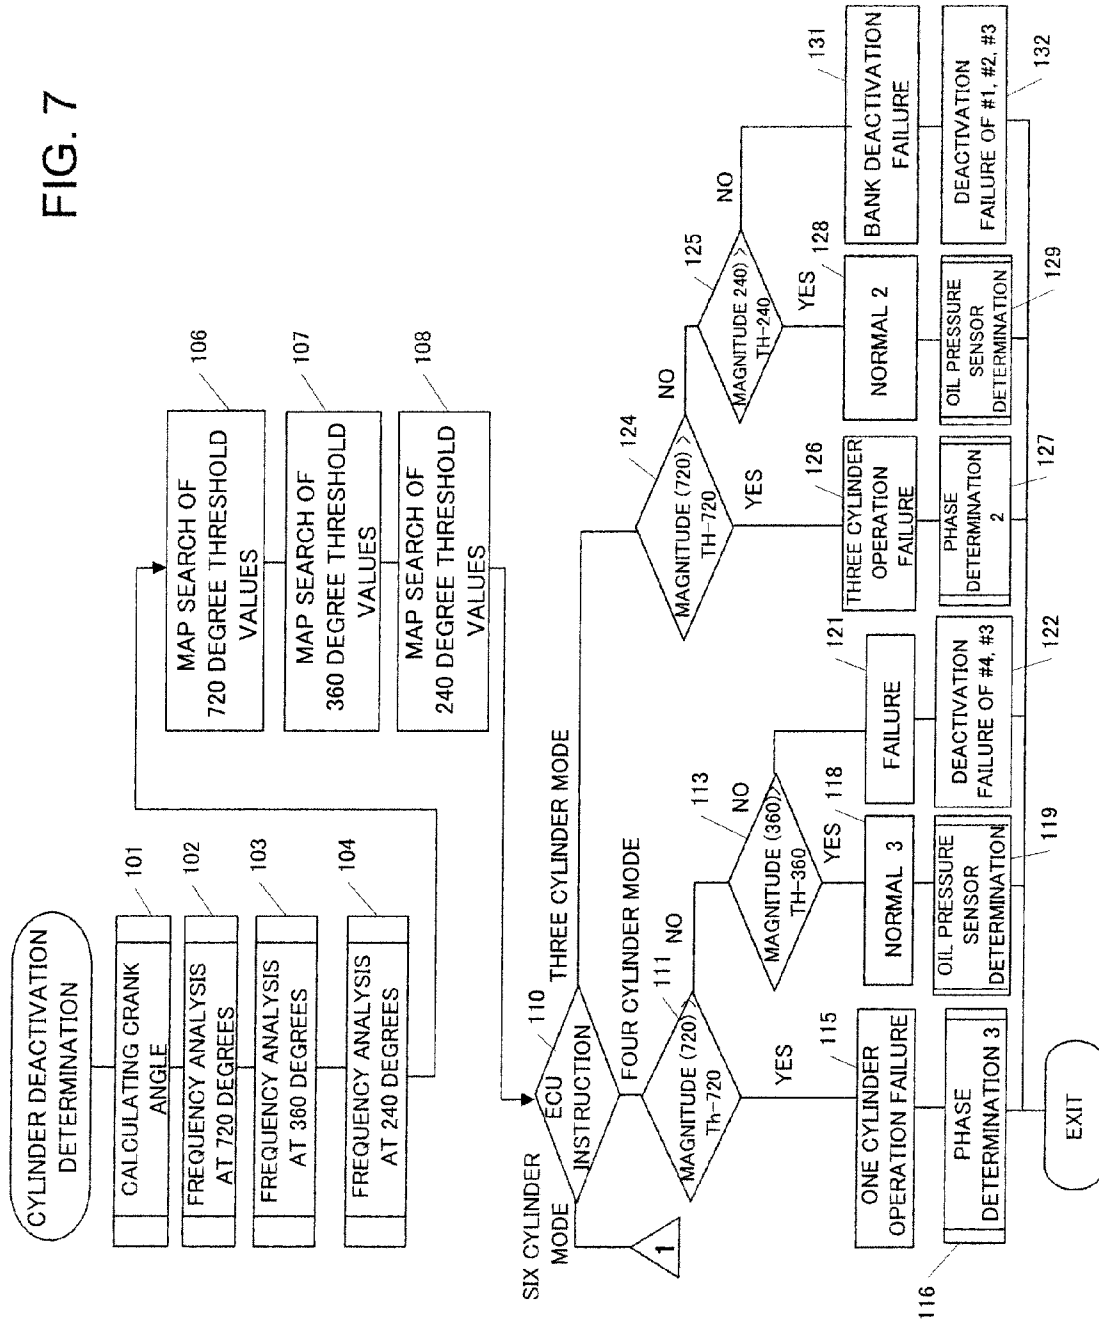 FIG. 7
CYLINDER DEACTIVATION
DETERMINATION
CALCULATING CRANK
ANGLE
101
FREQUENCY ANALYSIS
AT 720 DEGREES
102
FREQUENCY ANALYSIS
AT 360 DEGREES
103
FREQUENCY ANALYSIS
AT 240 DEGREES
104
MAP SEARCH OF
720 DEGREE THRESHOLD
VALUES
106
MAP SEARCH OF
360 DEGREE THRESHOLD
VALUES
107
MAP SEARCH OF
240 DEGREE THRESHOLD
VALUES
108
SIX CYLINDER
MODE
ECU
INSTRUCTION
110
THREE CYLINDER MODE
FOUR CYLINDER MODE
1
MAGNITUDE (720) >
Th-720
111
NO
YES
MAGNITUDE (360)>
TH-360
113
NO
YES
MAGNITUDE (720) >
TH-720
124
NO
YES
MAGNITUDE 240) >
TH-240
125
NO
YES
ONE CYLINDER
OPERATION FAILURE
115
NORMAL 3
118
FAILURE
121
THREE CYLINDER
OPERATION
FAILURE
126
NORMAL 2
128
BANK DEACTIVATION
FAILURE
131
PHASE
DETERMINATION 3
116
OIL PRESSURE
SENSOR
DETERMINATION
119
DEACTIVATION
FAILURE OF #4, #3
122
PHASE
DETERMINATION
2
127
OIL PRESSURE
SENSOR
DETERMINATION
129
DEACTIVATION
FAILURE OF #1, #2, #3
132
EXIT